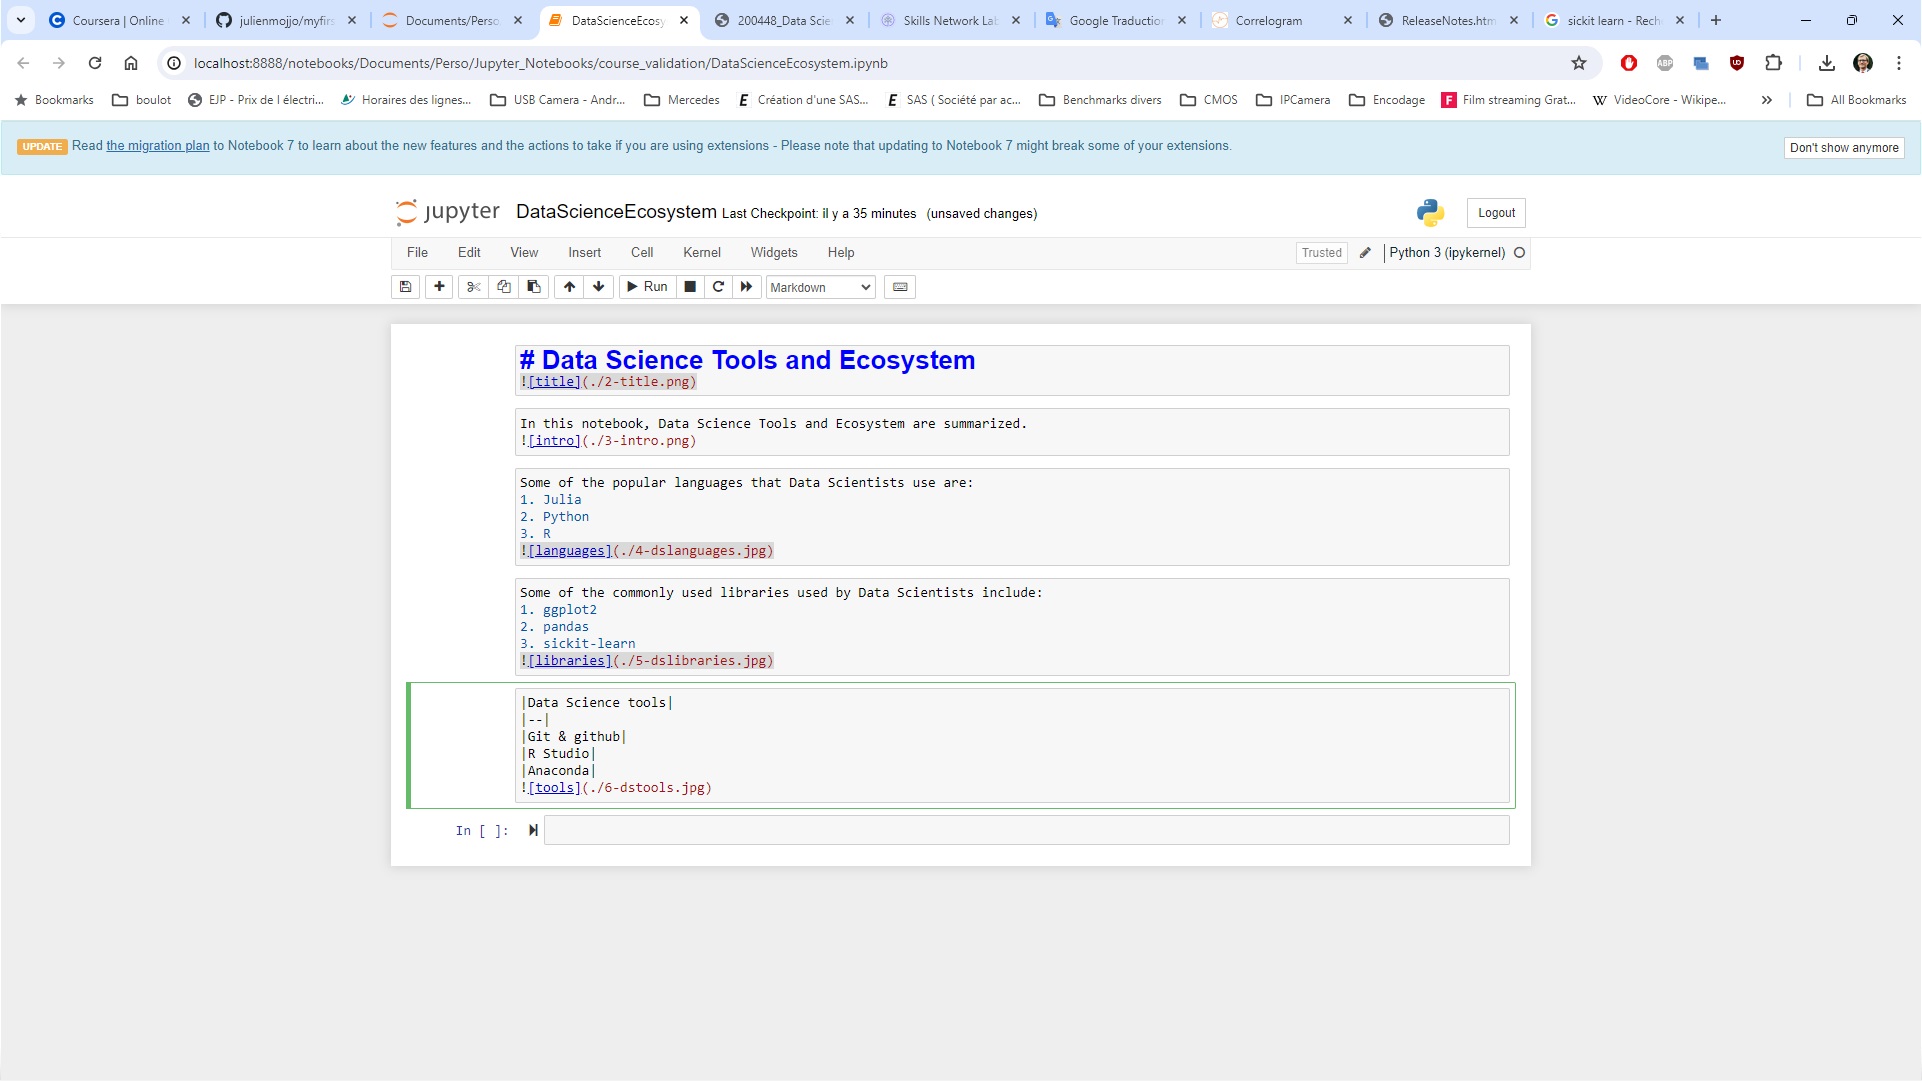 Coursera | Online
julienmojjo/myfirs
Documents/Perso
DataScienceEcosy
200448_Data Scie
Skills Network Lab
Google Traduction
Correlogram
ReleaseNotes.htm
sickit learn - Rech
localhost:8888/notebooks/Documents/Perso/Jupyter_Notebooks/course_validation/DataScienceEcosystem.ipynb
ABP
Bookmarks
boulot
EJP - Prix de l électri...
Horaires des lignes...
USB Camera - Andr...
Mercedes
Création d'une SAS...
SAS ( Société par ac...
Benchmarks divers
CMOS
IPCamera
Encodage
Film streaming Grat...
VideoCore - Wikipe...
All Bookmarks
UPDATE Read the migration plan to Notebook 7 to learn about the new features and the actions to take if you are using extensions - Please note that updating to Notebook 7 might break some of your extensions.
Don't show anymore
jupyter DataScienceEcosystem Last Checkpoint: il y a 35 minutes (unsaved changes)
Logout
File Edit View Insert Cell Kernel Widgets Help
Trusted
Python 3 (ipykernel)
Run
Markdown
# Data Science Tools and Ecosystem
![title](./2-title.png)
In this notebook, Data Science Tools and Ecosystem are summarized.
![intro](./3-intro.png)
Some of the popular languages that Data Scientists use are:
1. Julia
2. Python
3. R
![languages](./4-dslanguages.jpg)
Some of the commonly used libraries used by Data Scientists include:
1. ggplot2
2. pandas
3. sickit-learn
![libraries](./5-dslibraries.jpg)
|Data Science tools|
|--|
|Git & github|
|R Studio|
|Anaconda|
![tools](./6-dstools.jpg)
In [ ]: